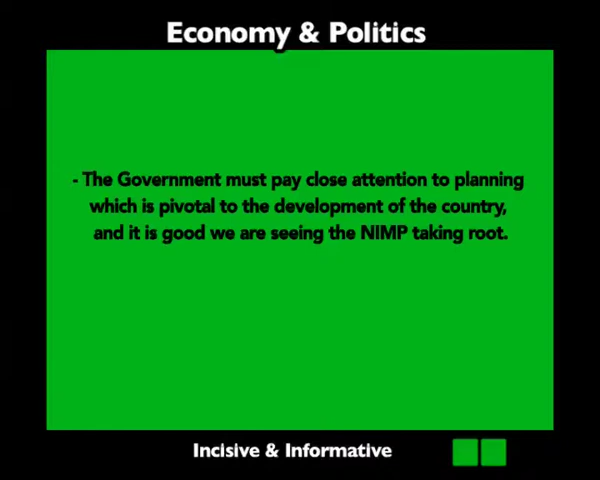 Economy & Politics
- The Government must pay close attention to planning
which is pivotal to the development of the country,
and it is good we are seeing the NIMP taking root.
Incisive & Informative